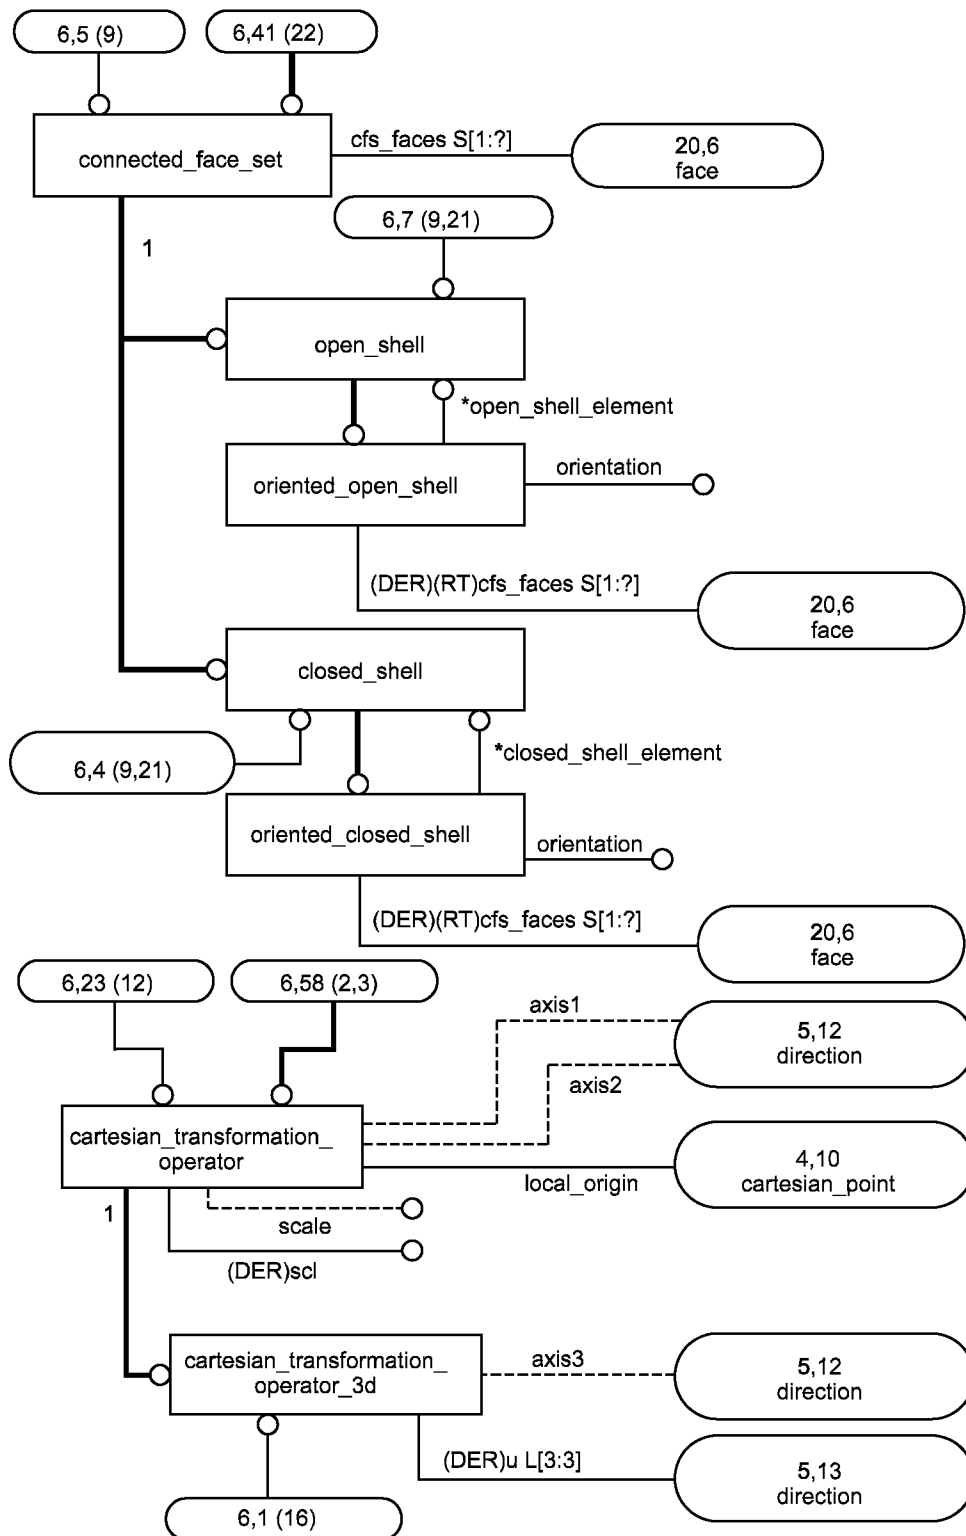 6,5 (9)
6,41 (22)
cfs_faces S[1:?]
20,6
face
connected_face_set
6,7 (9,21)
1
open_shell
*open_shell_element
orientation
oriented_open_shell
(DER)(RT)cfs_faces S[1:?]
20,6
face
closed_shell
*closed_shell_element
6,4 (9,21)
oriented_closed_shell
orientation
(DER)(RT)cfs_faces S[1:?]
20,6
face
6,23 (12)
6,58 (2,3)
axis1
5,12
direction
axis2
cartesian_transformation_
operator
4,10
cartesian_point
local_origin
1
scale
(DER)scl
cartesian_transformation_
operator_3d
axis3
5,12
direction
(DER)u L[3:3]
5,13
direction
6,1 (16)